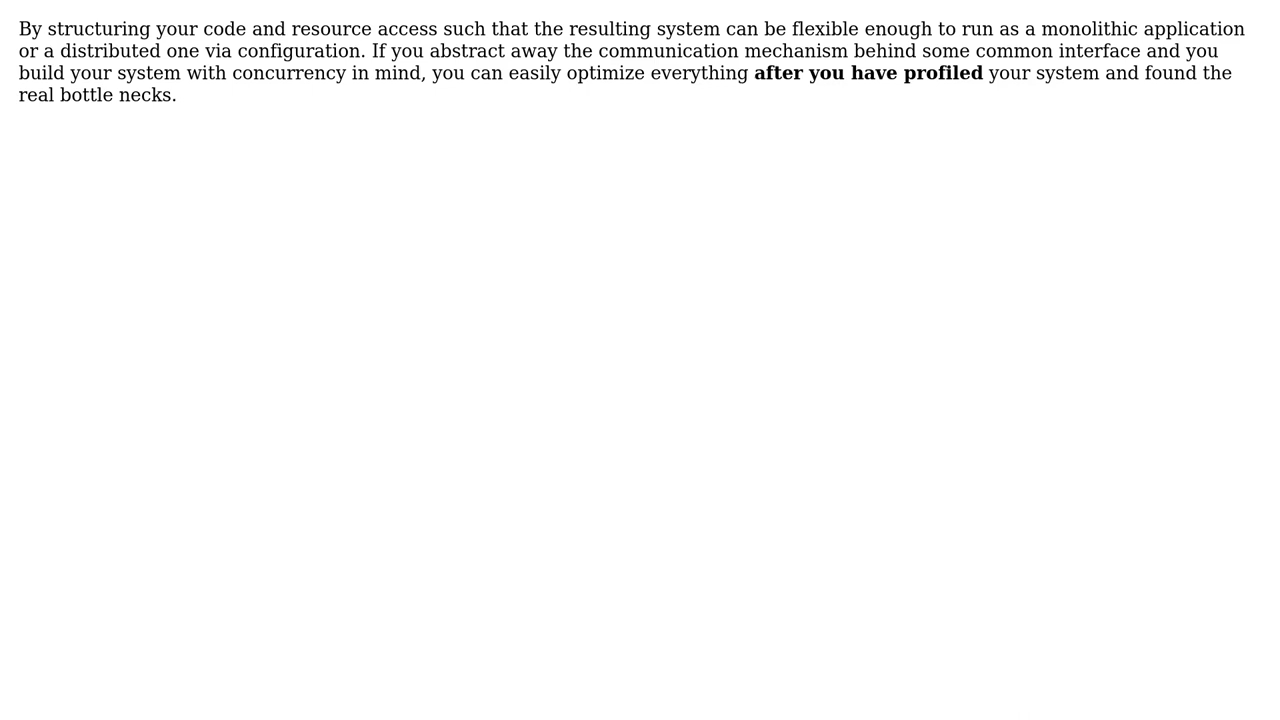 By structuring your code and resource access such that the resulting system can be flexible enough to run as a monolithic application
or a distributed one via configuration. If you abstract away the communication mechanism behind some common interface and you
build your system with concurrency in mind, you can easily optimize everything after you have profiled your system and found the
real bottle necks.